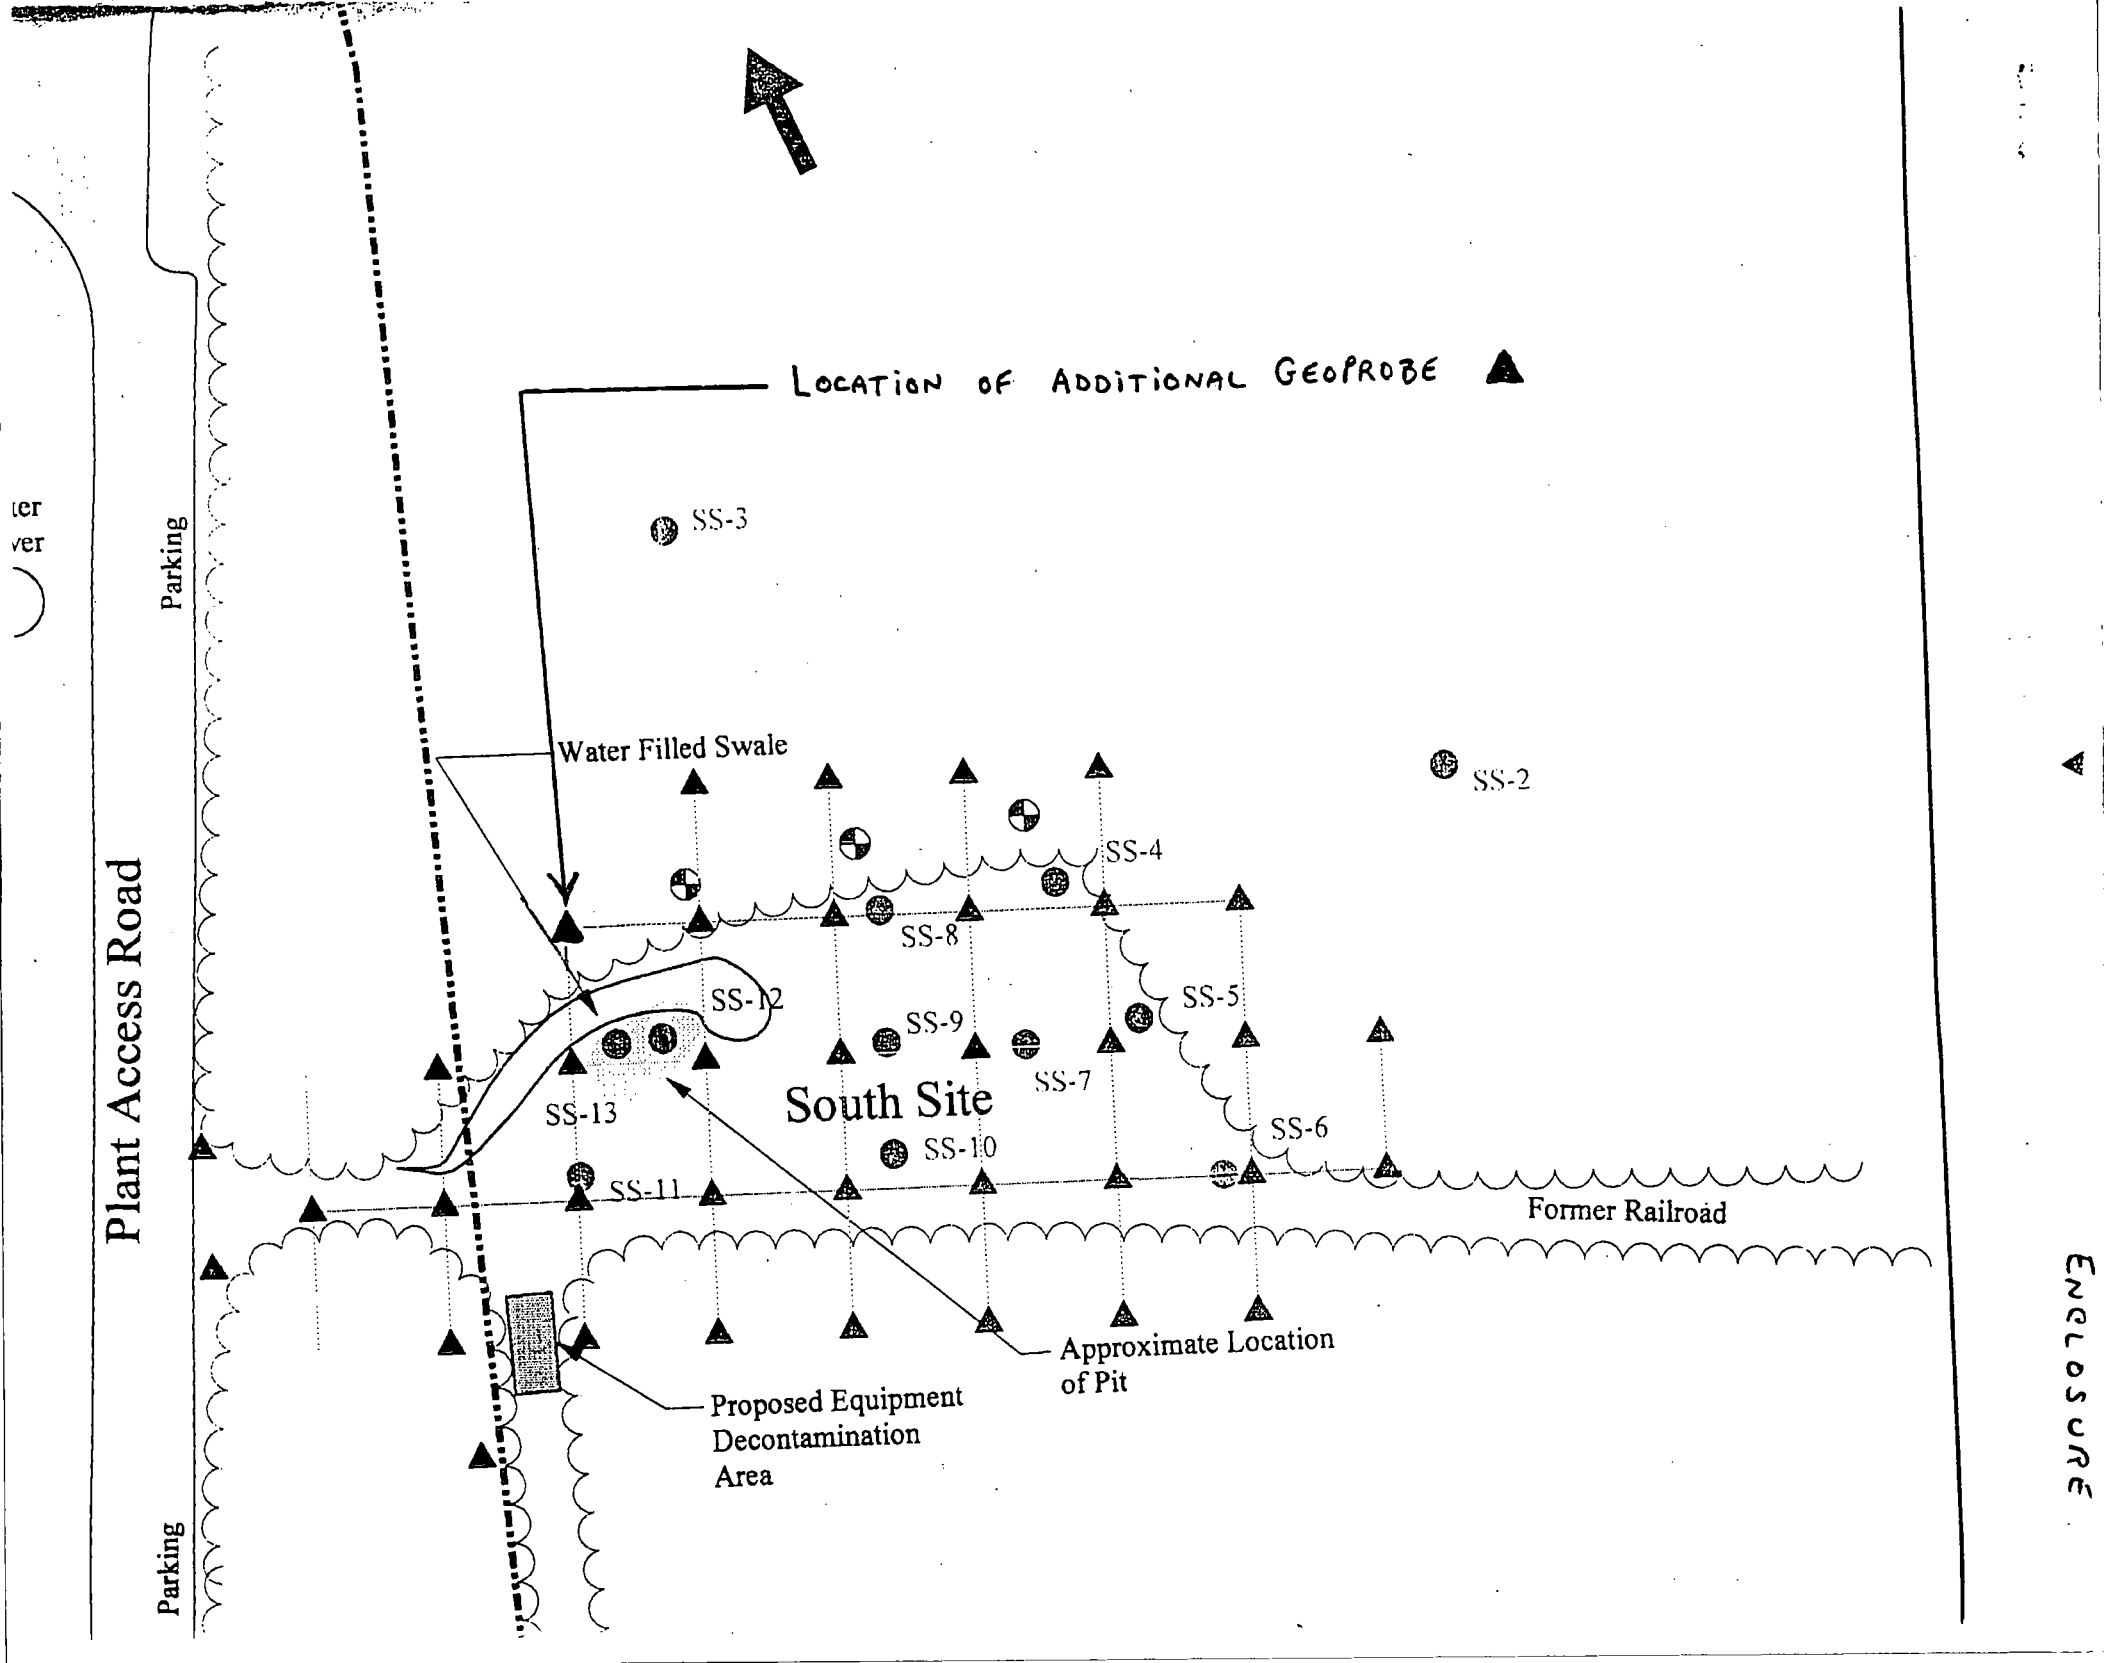 LOCATION OF ADDITIONAL GEOPROBE
SS-3
Parking
Water Filled Swale
SS-2
SS-4
SS-8
Plant Access Road
SS-12
SS-5
SS-9
SS-7
South Site
SS-13
SS-6
SS-10
SS-11
Former Railroad
Approximate Location
of Pit
Proposed Equipment
Decontamination
Area
Parking
ENCLOSURE